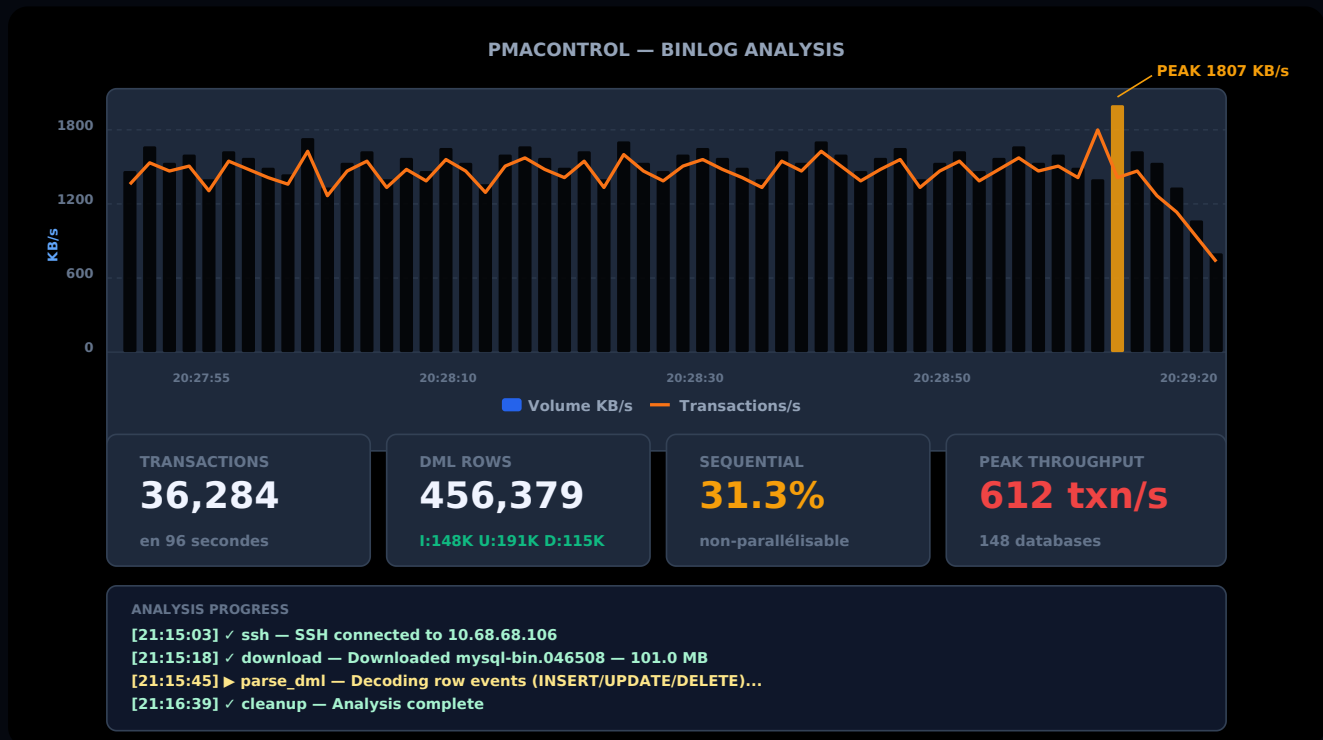 PMACONTROL — BINLOG ANALYSIS
PEAK 1807 KB/s
KB/s
1800
1200
600
0
20:27:55 20:28:10 20:28:30 20:28:50 20:29:20
Volume KB/s Transactions/s
TRANSACTIONS
36,284
en 96 secondes
DML ROWS
456,379
I:148K U:191K D:115K
SEQUENTIAL
31.3%
non-parallélisable
PEAK THROUGHPUT
612 txn/s
148 databases
ANALYSIS PROGRESS
[21:15:03] ✓ ssh — SSH connected to 10.68.68.106
[21:15:18] ✓ download — Downloaded mysql-bin.046508 — 101.0 MB
[21:15:45] ▶ parse_dml — Decoding row events (INSERT/UPDATE/DELETE)...
[21:16:39] ✓ cleanup — Analysis complete